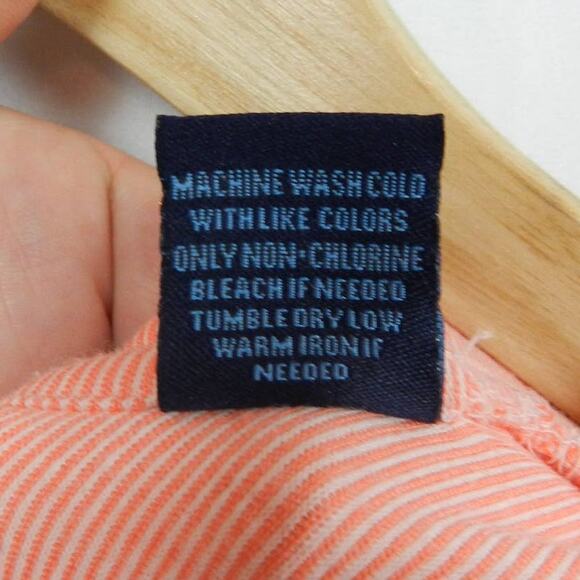 MACHINE WASH COLD
WITH LIKE COLORS
ONLY NON-CHLORINE
BLEACH IF NEEDED
TUMBLE DRY LOW
WARM IRON IF
NEEDED